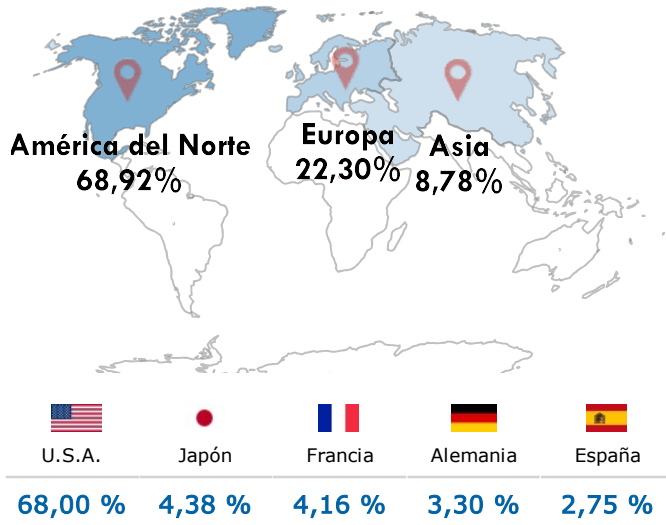 América del Norte
68,92%
Europa
22,30%
Asia
8,78%
U.S.A.
Japón
Francia
Alemania
España
68,00 %
4,38 %
4,16 %
3,30 %
2,75 %